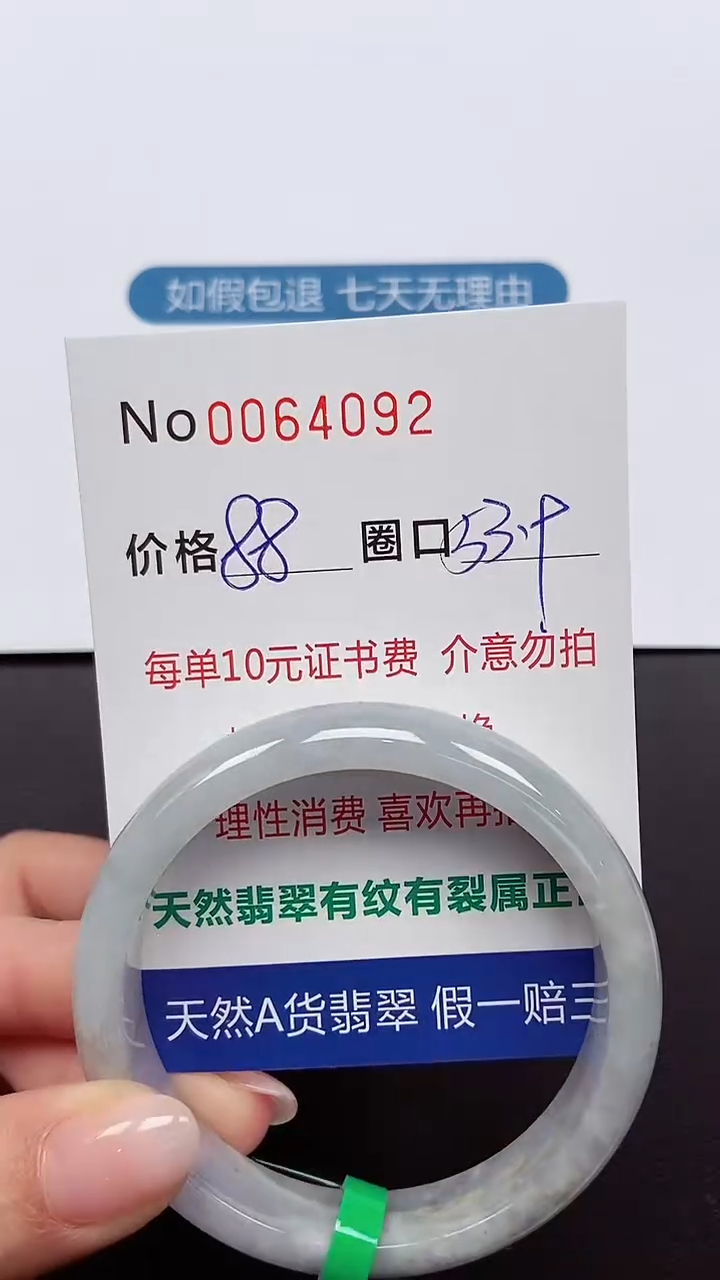 如假包退 七天无理由
No0064092
价格88 圈口53.
每单10元证书费 介意勿拍
理性消费 喜欢再
天然翡翠有纹有裂属正
天然A货翡翠 假一赔三